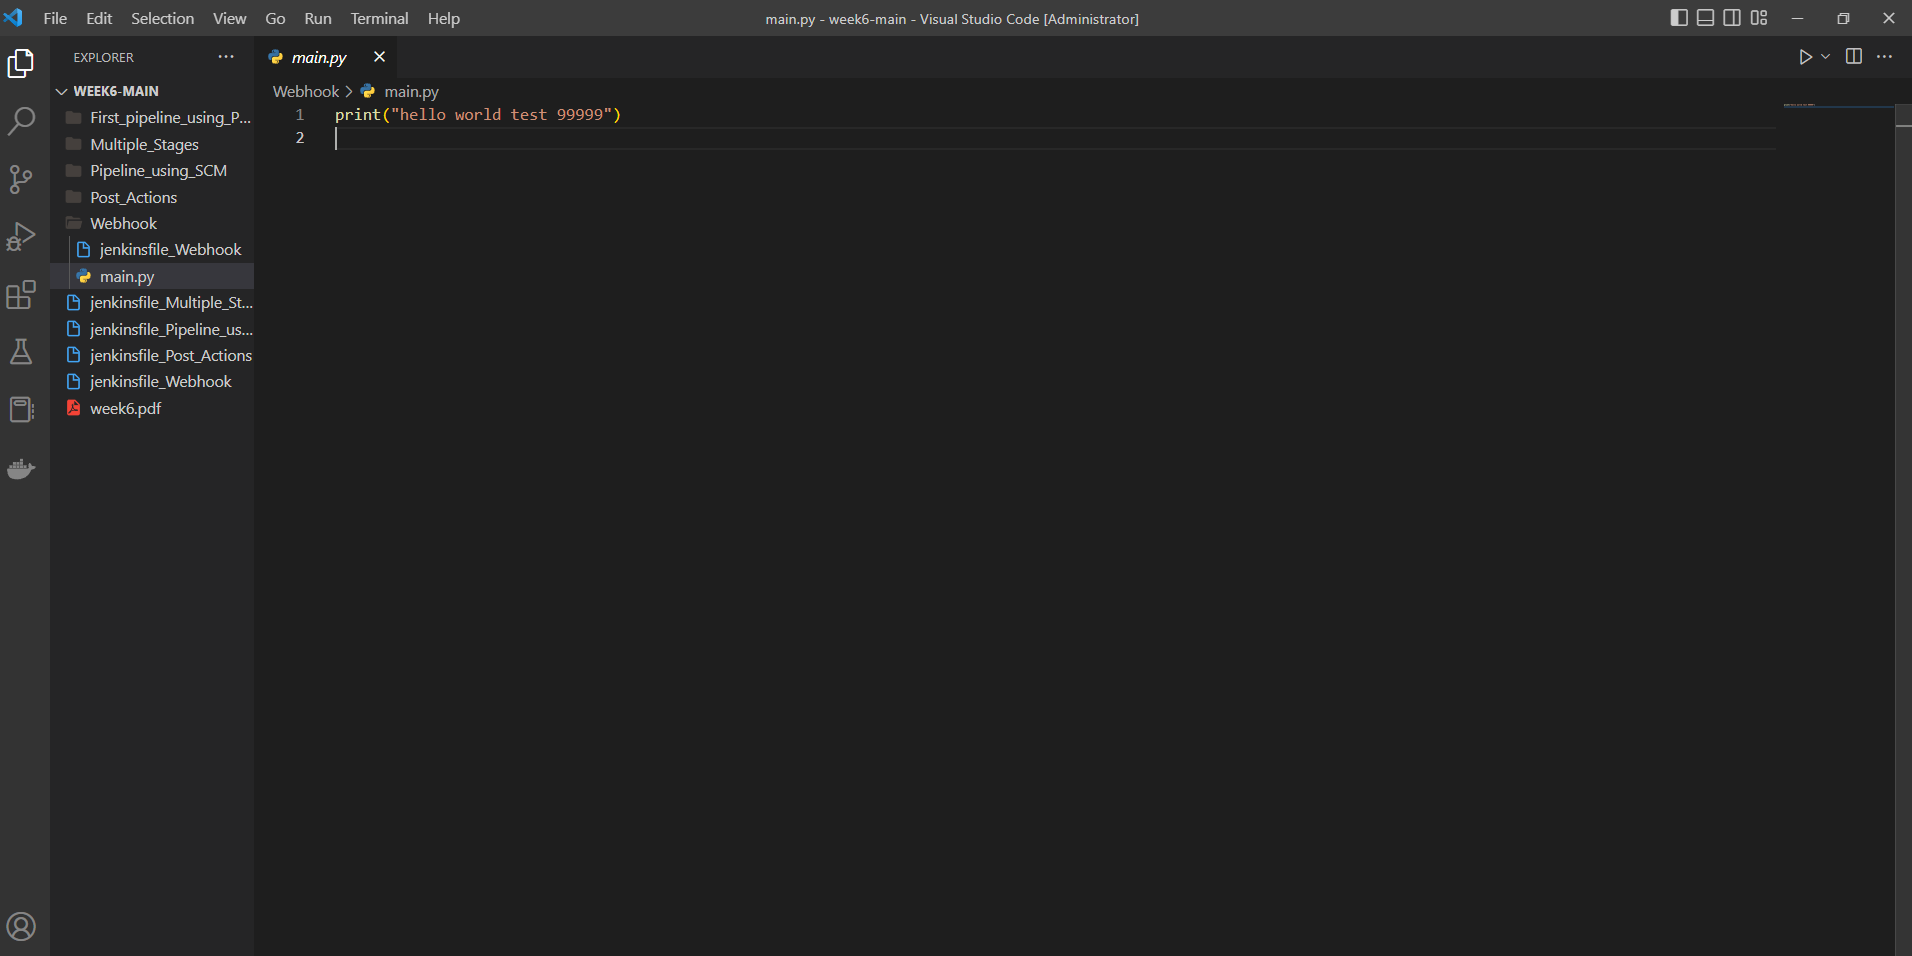 File Edit Selection View Go Run Terminal Help
main.py - week6-main - Visual Studio Code [Administrator]
EXPLORER
WEEK6-MAIN
First_pipeline_using_P...
Multiple_Stages
Pipeline_using_SCM
Post_Actions
Webhook
jenkinsfile_Webhook
main.py
jenkinsfile_Multiple_St...
jenkinsfile_Pipeline_us...
jenkinsfile_Post_Actions
jenkinsfile_Webhook
week6.pdf
main.py
Webhook > main.py
1 print("hello world test 99999")
2